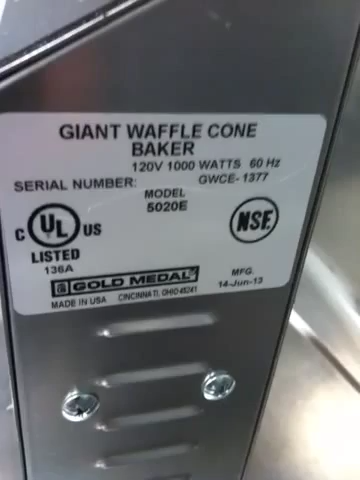 GIANT WAFFLE CONE
BAKER
120V 1000 WATTS 60 Hz
SERIAL NUMBER: GWCE-1377
MODEL
5020E
C UL US
NSF
LISTED
136A
GOLD MEDAL
MADE IN USA CINCINNATI, OHIO 45241
MFG.
14-Jun-13